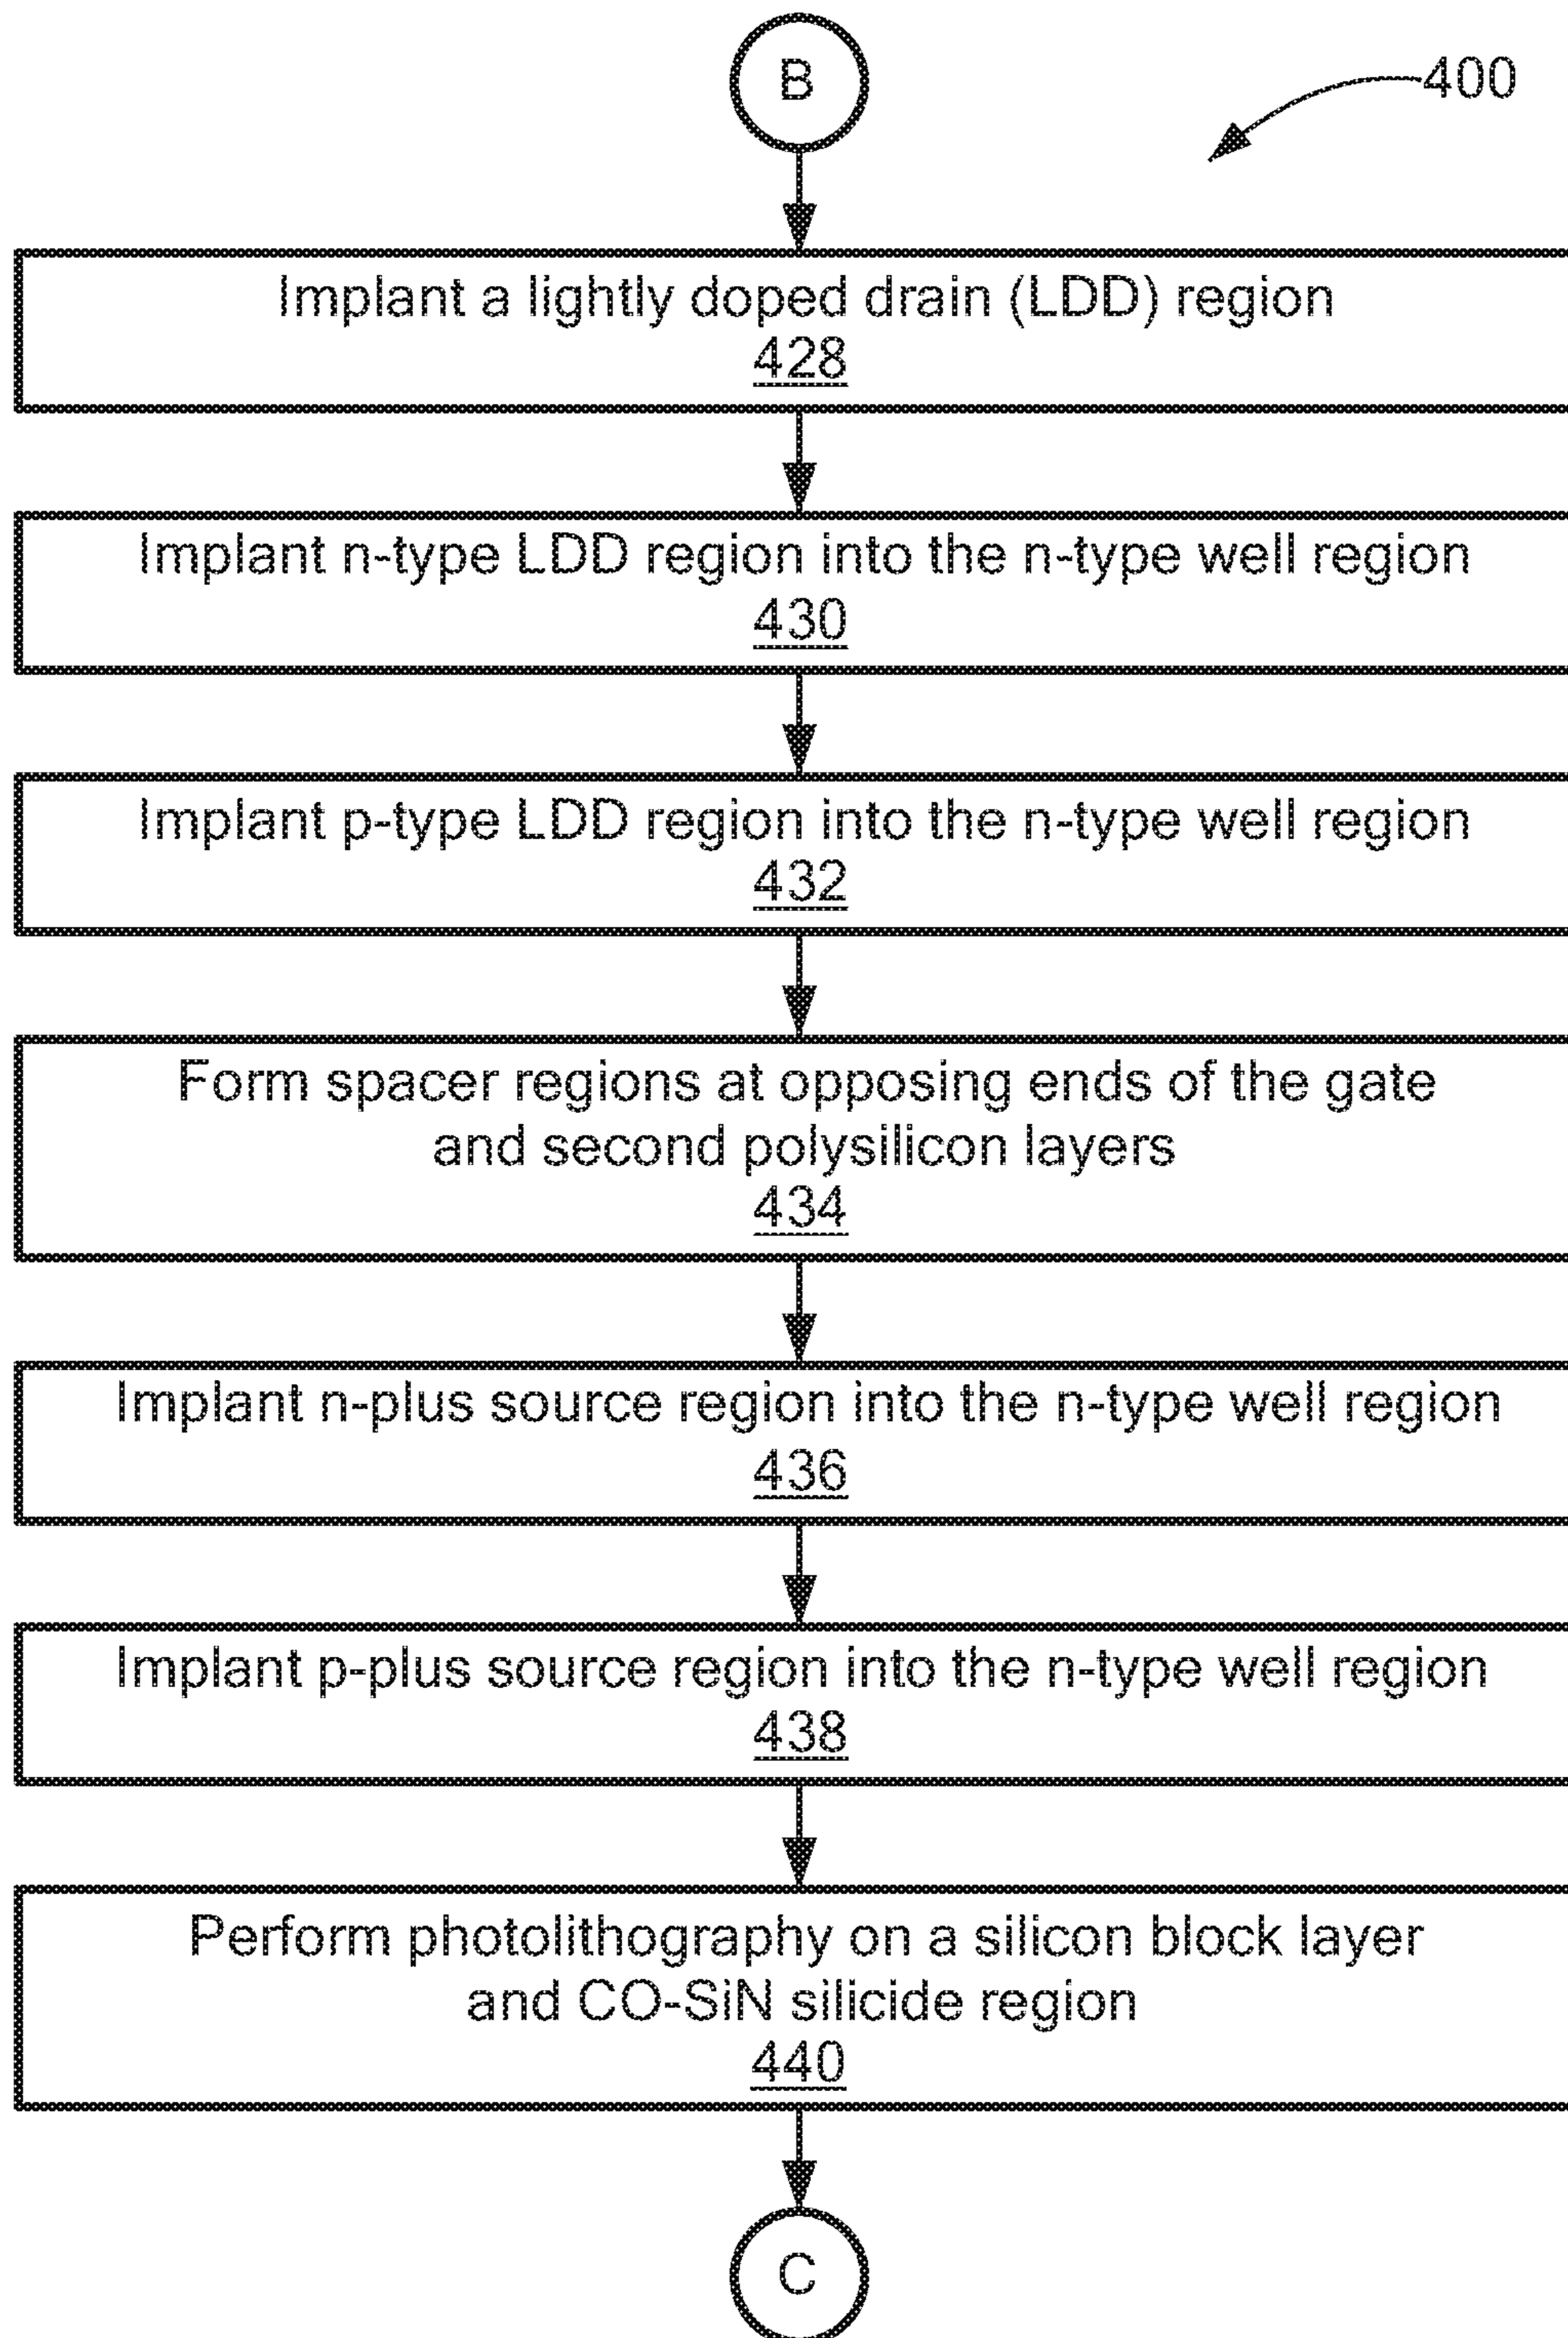 B
400
Implant a lightly doped drain (LDD) region
428
Implant n-type LDD region into the n-type well region
430
Implant p-type LDD region into the n-type well region
432
Form spacer regions at opposing ends of the gate
and second polysilicon layers
434
Implant n-plus source region into the n-type well region
436
Implant p-plus source region into the n-type well region
438
Perform photolithography on a silicon block layer
and CO-SiN silicide region
440
C